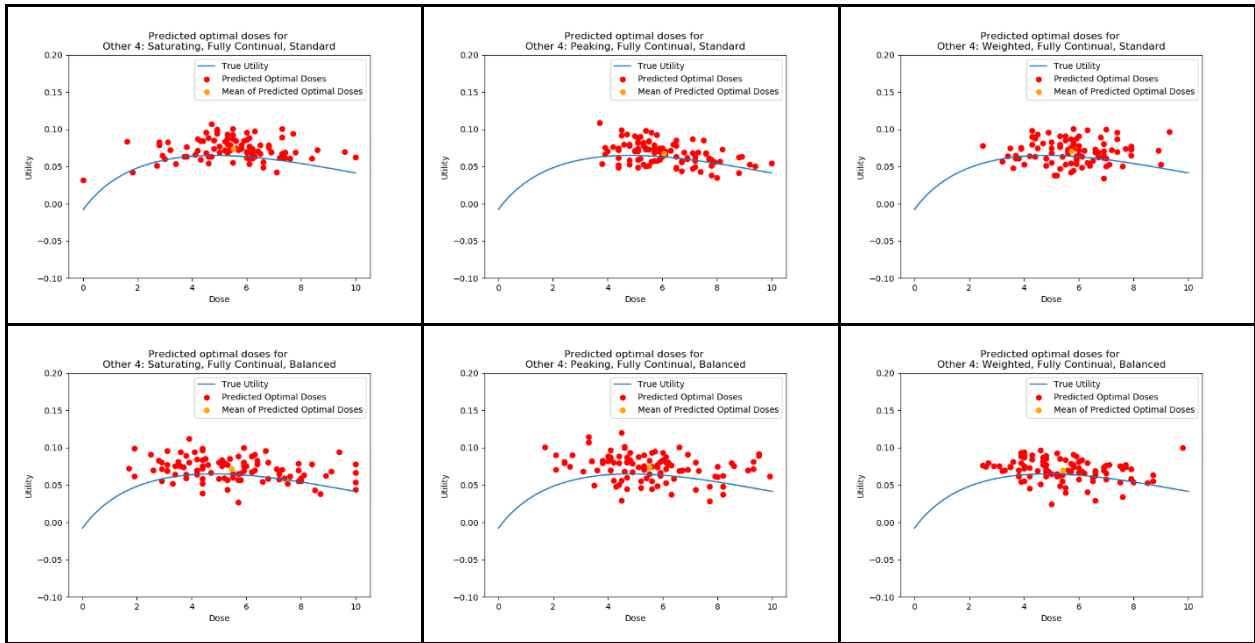 Predicted optimal doses for
Other 4: Saturating, Fully Continual, Standard
True Utility
Predicted Optimal Doses
Mean of Predicted Optimal Doses
0.20
0.15
0.10
0.05
0.00
−0.05
−0.10
Utility
0 2 4 6 8 10
Dose
Predicted optimal doses for
Other 4: Peaking, Fully Continual, Standard
True Utility
Predicted Optimal Doses
Mean of Predicted Optimal Doses
0.20
0.15
0.10
0.05
0.00
−0.05
−0.10
Utility
0 2 4 6 8 10
Dose
Predicted optimal doses for
Other 4: Weighted, Fully Continual, Standard
True Utility
Predicted Optimal Doses
Mean of Predicted Optimal Doses
0.20
0.15
0.10
0.05
0.00
−0.05
−0.10
Utility
0 2 4 6 8 10
Dose
Predicted optimal doses for
Other 4: Saturating, Fully Continual, Balanced
True Utility
Predicted Optimal Doses
Mean of Predicted Optimal Doses
0.20
0.15
0.10
0.05
0.00
−0.05
−0.10
Utility
0 2 4 6 8 10
Dose
Predicted optimal doses for
Other 4: Peaking, Fully Continual, Balanced
True Utility
Predicted Optimal Doses
Mean of Predicted Optimal Doses
0.20
0.15
0.10
0.05
0.00
−0.05
−0.10
Utility
0 2 4 6 8 10
Dose
Predicted optimal doses for
Other 4: Weighted, Fully Continual, Balanced
True Utility
Predicted Optimal Doses
Mean of Predicted Optimal Doses
0.20
0.15
0.10
0.05
0.00
−0.05
−0.10
Utility
0 2 4 6 8 10
Dose